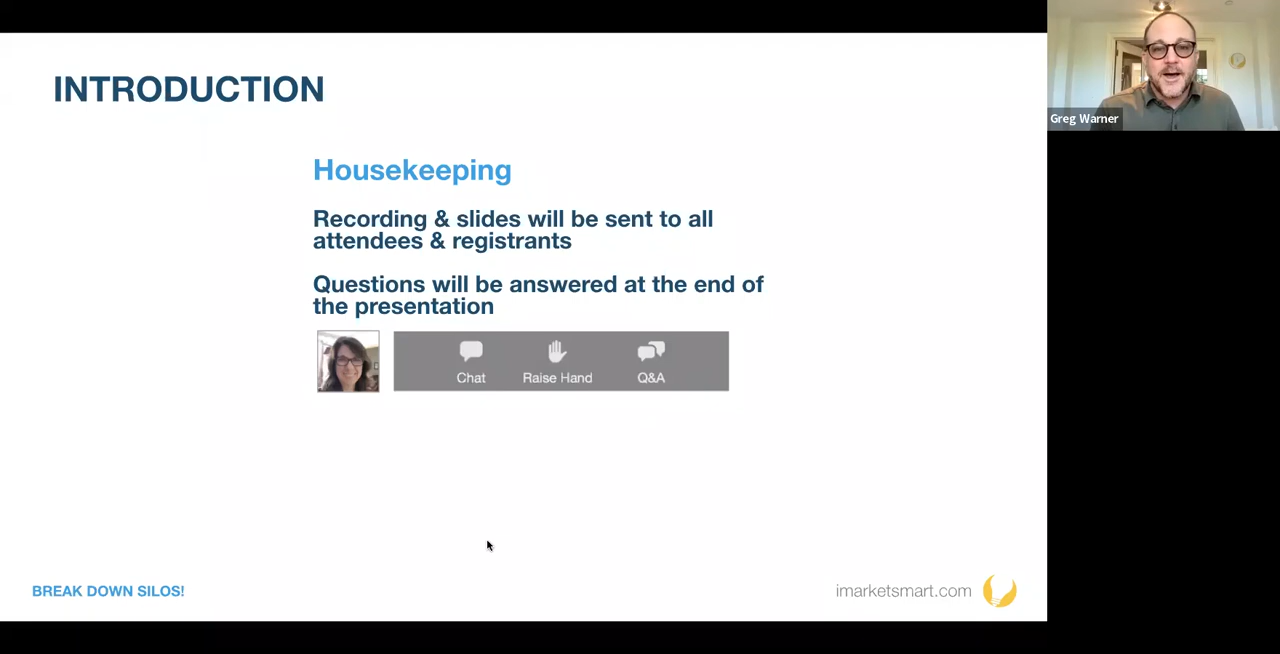 INTRODUCTION
Greg Warner
Housekeeping
Recording & slides will be sent to all
attendees & registrants
Questions will be answered at the end of
the presentation
Chat
Raise Hand
Q&A
BREAK DOWN SILOS!
imarketsmart.com